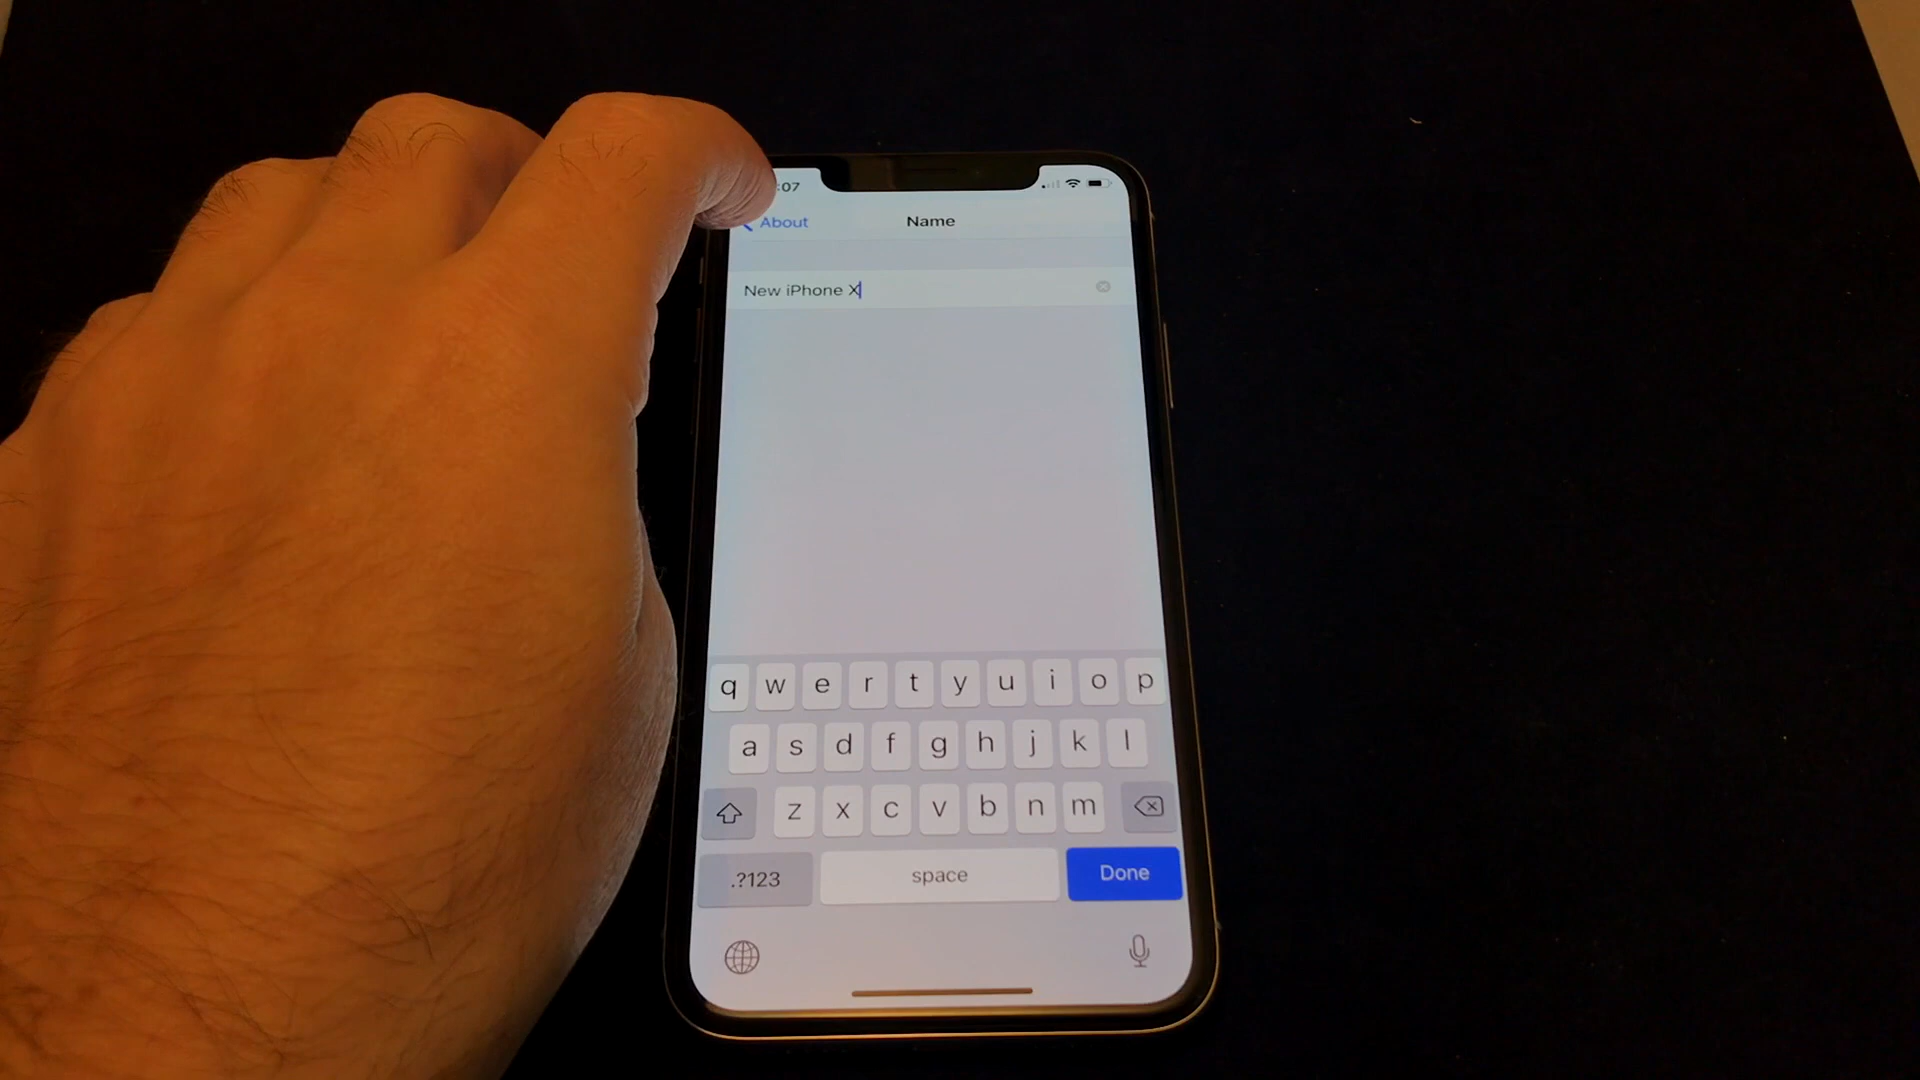 :07
About
Name
New iPhone X
q w e r t y u i o p
a s d f g h j k l
z x c v b n m
.?123
space
Done